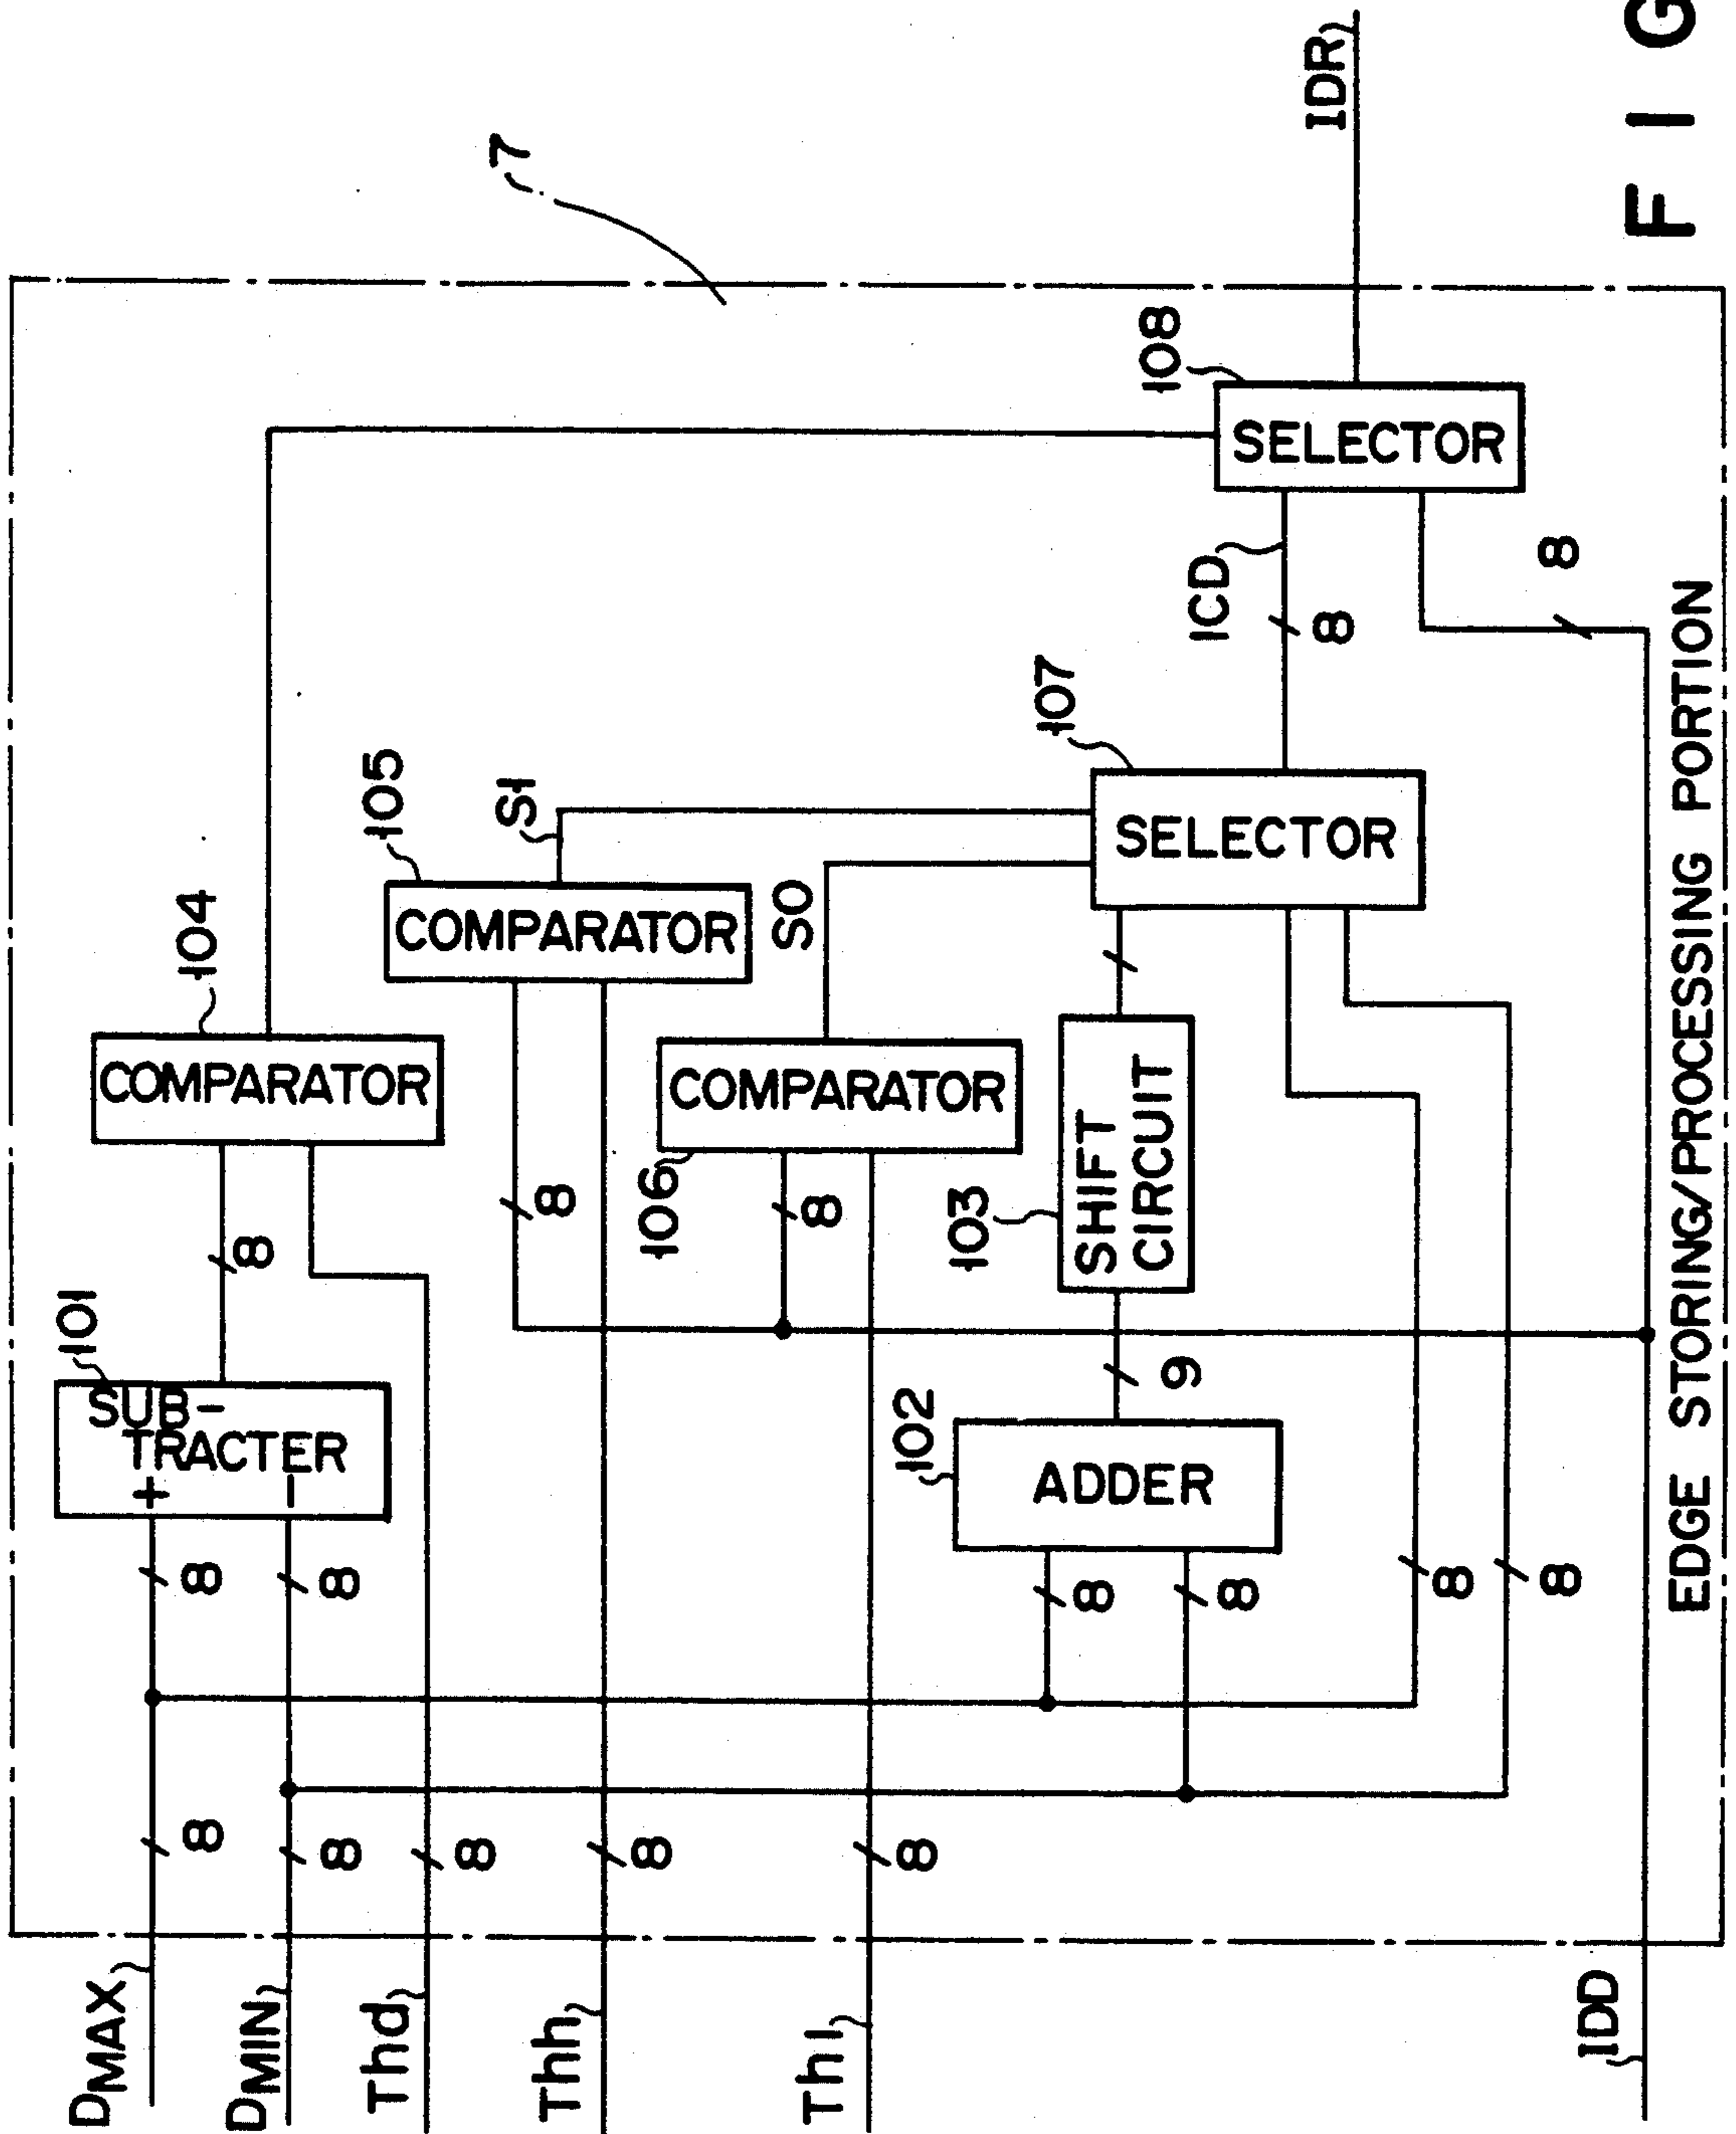 DMAX
8
8
101
SUB-
TRACTER
+
-
8
104
COMPARATOR
DMIN
8
8
Thd
8
Thh
8
8
105
COMPARATOR
S1
Thl
8
8
106
COMPARATOR
S0
8
8
102
ADDER
9
103
SHIFT
CIRCUIT
107
SELECTOR
ICD
8
108
SELECTOR
IDR
7
8
8
8
IDD
EDGE STORING/PROCESSING PORTION
F I G